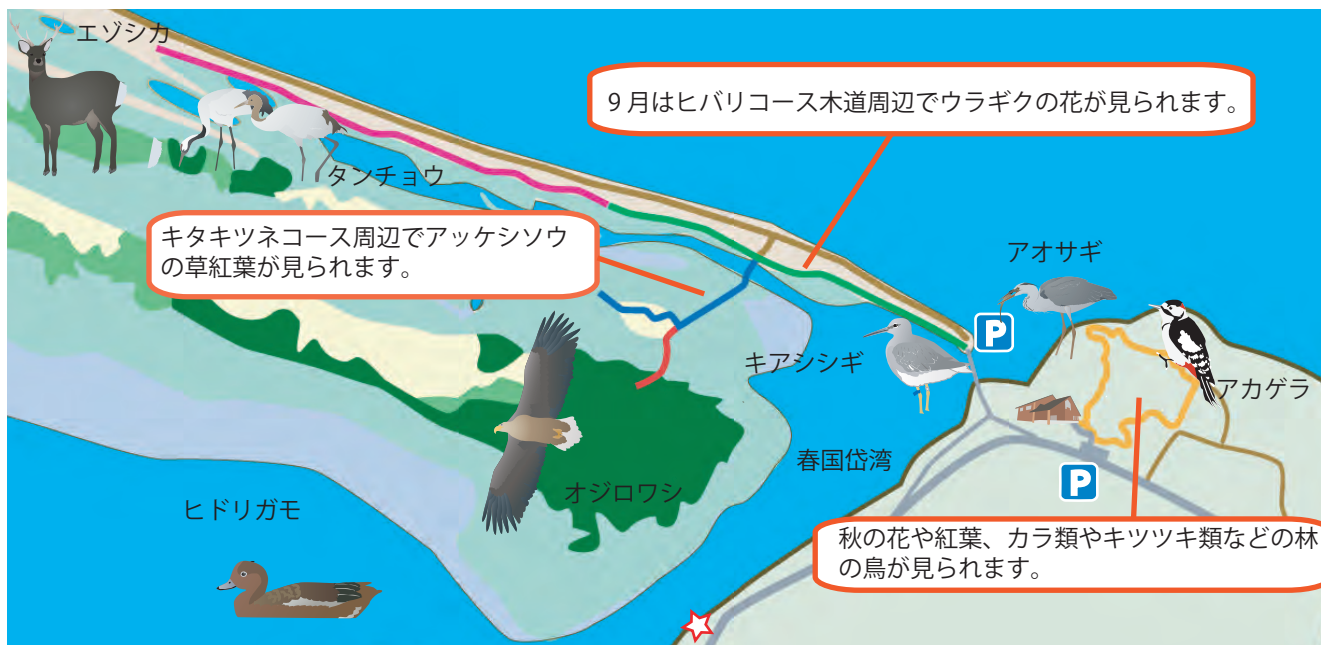 エゾシカ
9月はヒバリコース木道周辺でウラギクの花が見られます。
タンチョウ
キタキツネコース周辺でアッケシソウ
の草紅葉が見られます。
アオサギ
P
キアシシギ
アカゲラ
春国岱湾
P
オジロワシ
ヒドリガモ
秋の花や紅葉、カラ類やキツツキ類などの林
の鳥が見られます。